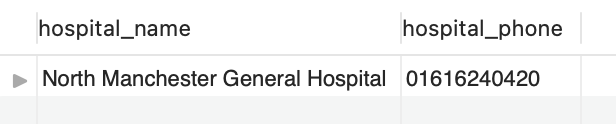 hospital_name hospital_phone
North Manchester General Hospital 01616240420